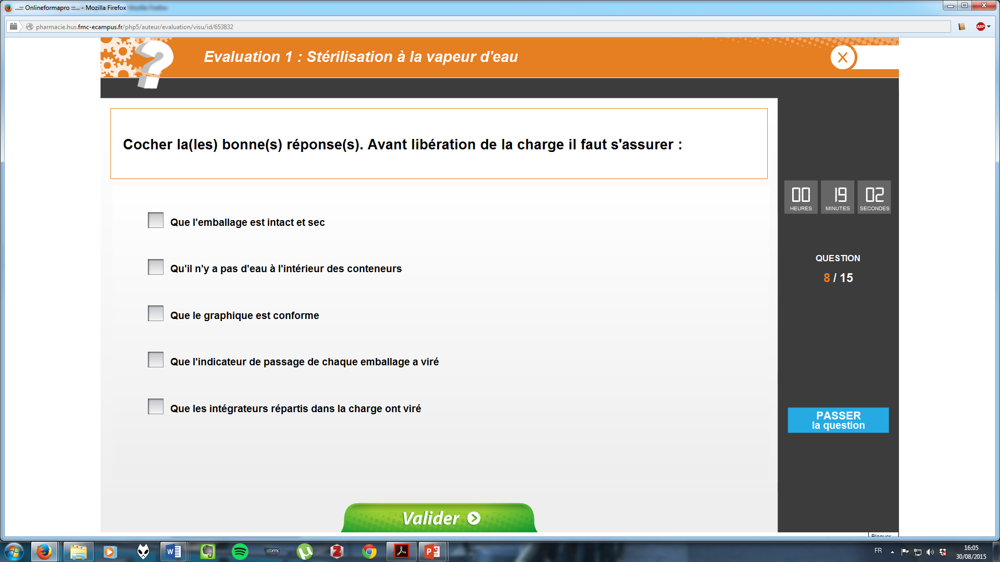 ...::: Onlineformapro :::... - Mozilla Firefox
pharmacie.hus.fmc-ecampus.fr/php5/auteur/evaluation/visu/id/653832
ABP
Evaluation 1 : Stérilisation à la vapeur d'eau
X
Cocher la(les) bonne(s) réponse(s). Avant libération de la charge il faut s'assurer :
Que l'emballage est intact et sec
Qu'il n'y a pas d'eau à l'intérieur des conteneurs
Que le graphique est conforme
Que l'indicateur de passage de chaque emballage a viré
Que les intégrateurs répartis dans la charge ont viré
00 19 02
HEURES MINUTES SECONDES
QUESTION
8 / 15
PASSER
la question
Valider
Bloquer
xbmc
FR
16:05
30/08/2015